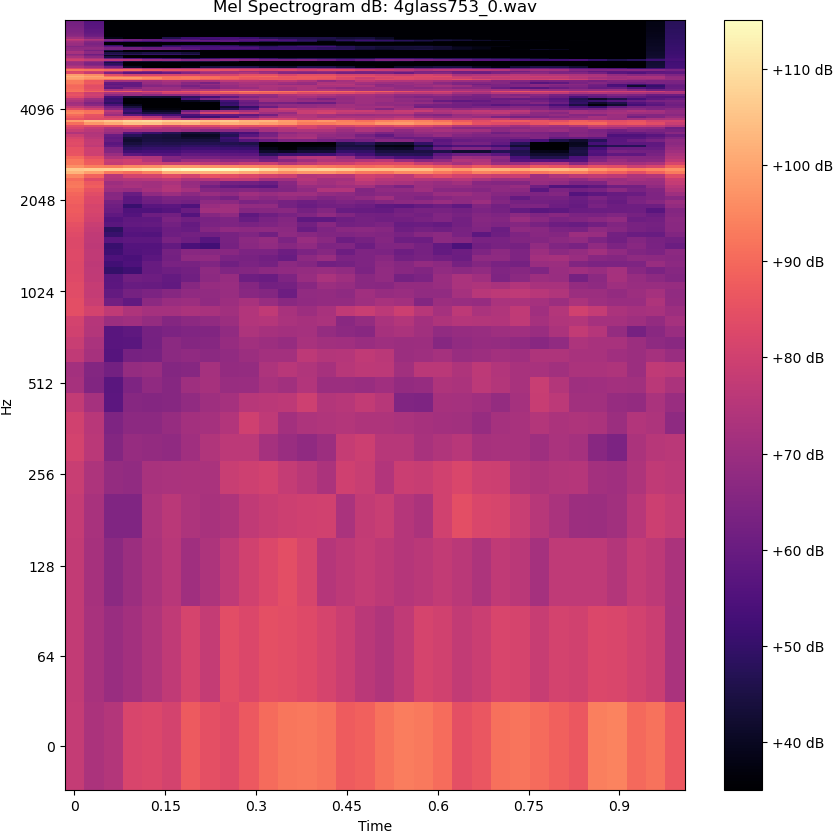 Mel Spectrogram dB: 4glass753_0.wav
+110 dB
4096
+100 dB
2048
+90 dB
1024
+80 dB
512
Hz
+70 dB
256
+60 dB
128
+50 dB
64
0
+40 dB
0 0.15 0.3 0.45 0.6 0.75 0.9
Time